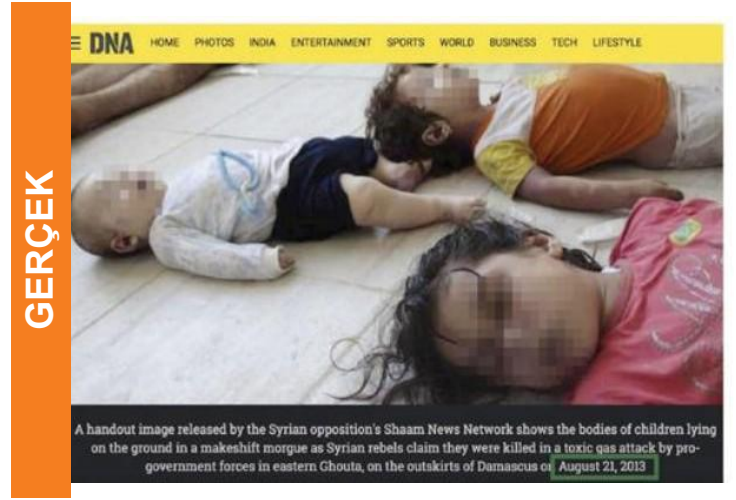 GERÇEK
DNA HOME PHOTOS INDIA ENTERTAINMENT SPORTS WORLD BUSINESS TECH LIFESTYLE
A handout image released by the Syrian opposition's Shaam News Network shows the bodies of children lying
on the ground in a makeshift morgue as Syrian rebels claim they were killed in a toxic gas attack by pro-
government forces in eastern Ghouta, on the outskirts of Damascus on August 21, 2013